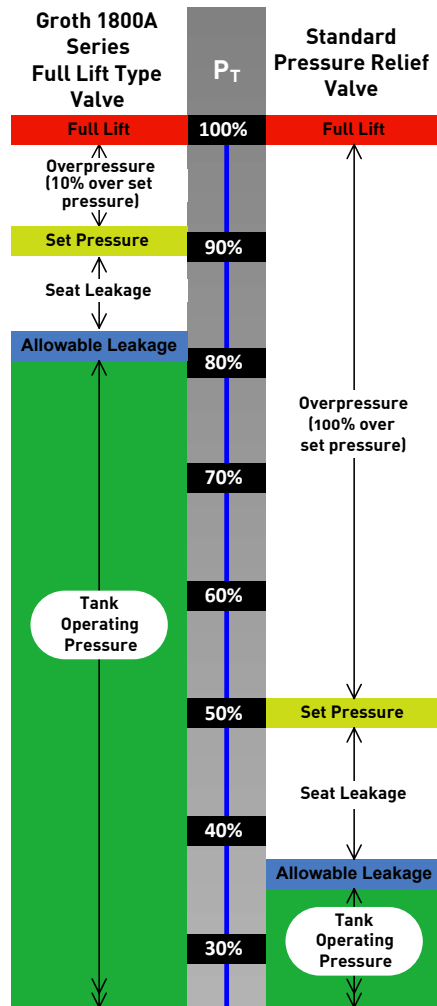 Groth 1800A
Series
Full Lift Type
Valve
Full Lift
Overpressure
(10% over set
pressure)
Set Pressure
Seat Leakage
Allowable Leakage
Tank
Operating
Pressure
PT
100%
90%
80%
70%
60%
50%
40%
30%
Standard
Pressure Relief
Valve
Full Lift
Overpressure
(100% over
set pressure)
Set Pressure
Seat Leakage
Allowable Leakage
Tank
Operating
Pressure